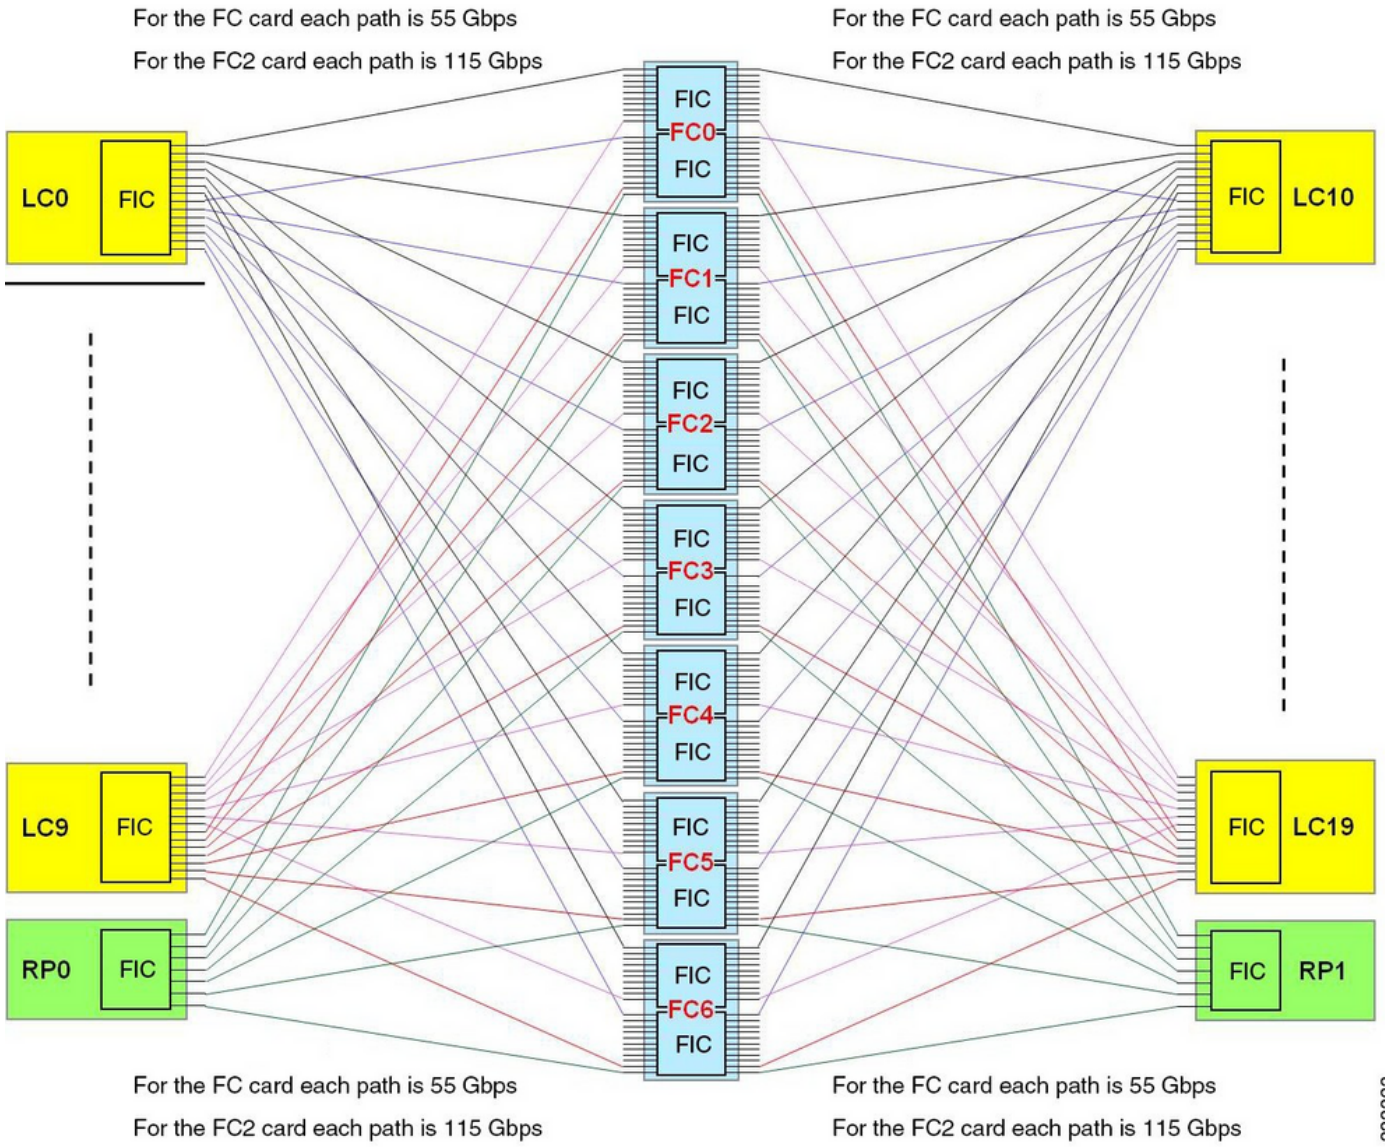 For the FC card each path is 55 Gbps
For the FC card each path is 55 Gbps
For the FC2 card each path is 115 Gbps
For the FC2 card each path is 115 Gbps
FIC
FC0
FIC
LC0
FIC
FIC
LC10
FIC
FC1
FIC
FIC
FC2
FIC
FIC
FC3
FIC
FIC
FC4
FIC
LC9
FIC
FIC
FC5
FIC
FIC
LC19
RP0
FIC
FIC
FC6
FIC
FIC
RP1
For the FC card each path is 55 Gbps
For the FC card each path is 55 Gbps
For the FC2 card each path is 115 Gbps
For the FC2 card each path is 115 Gbps